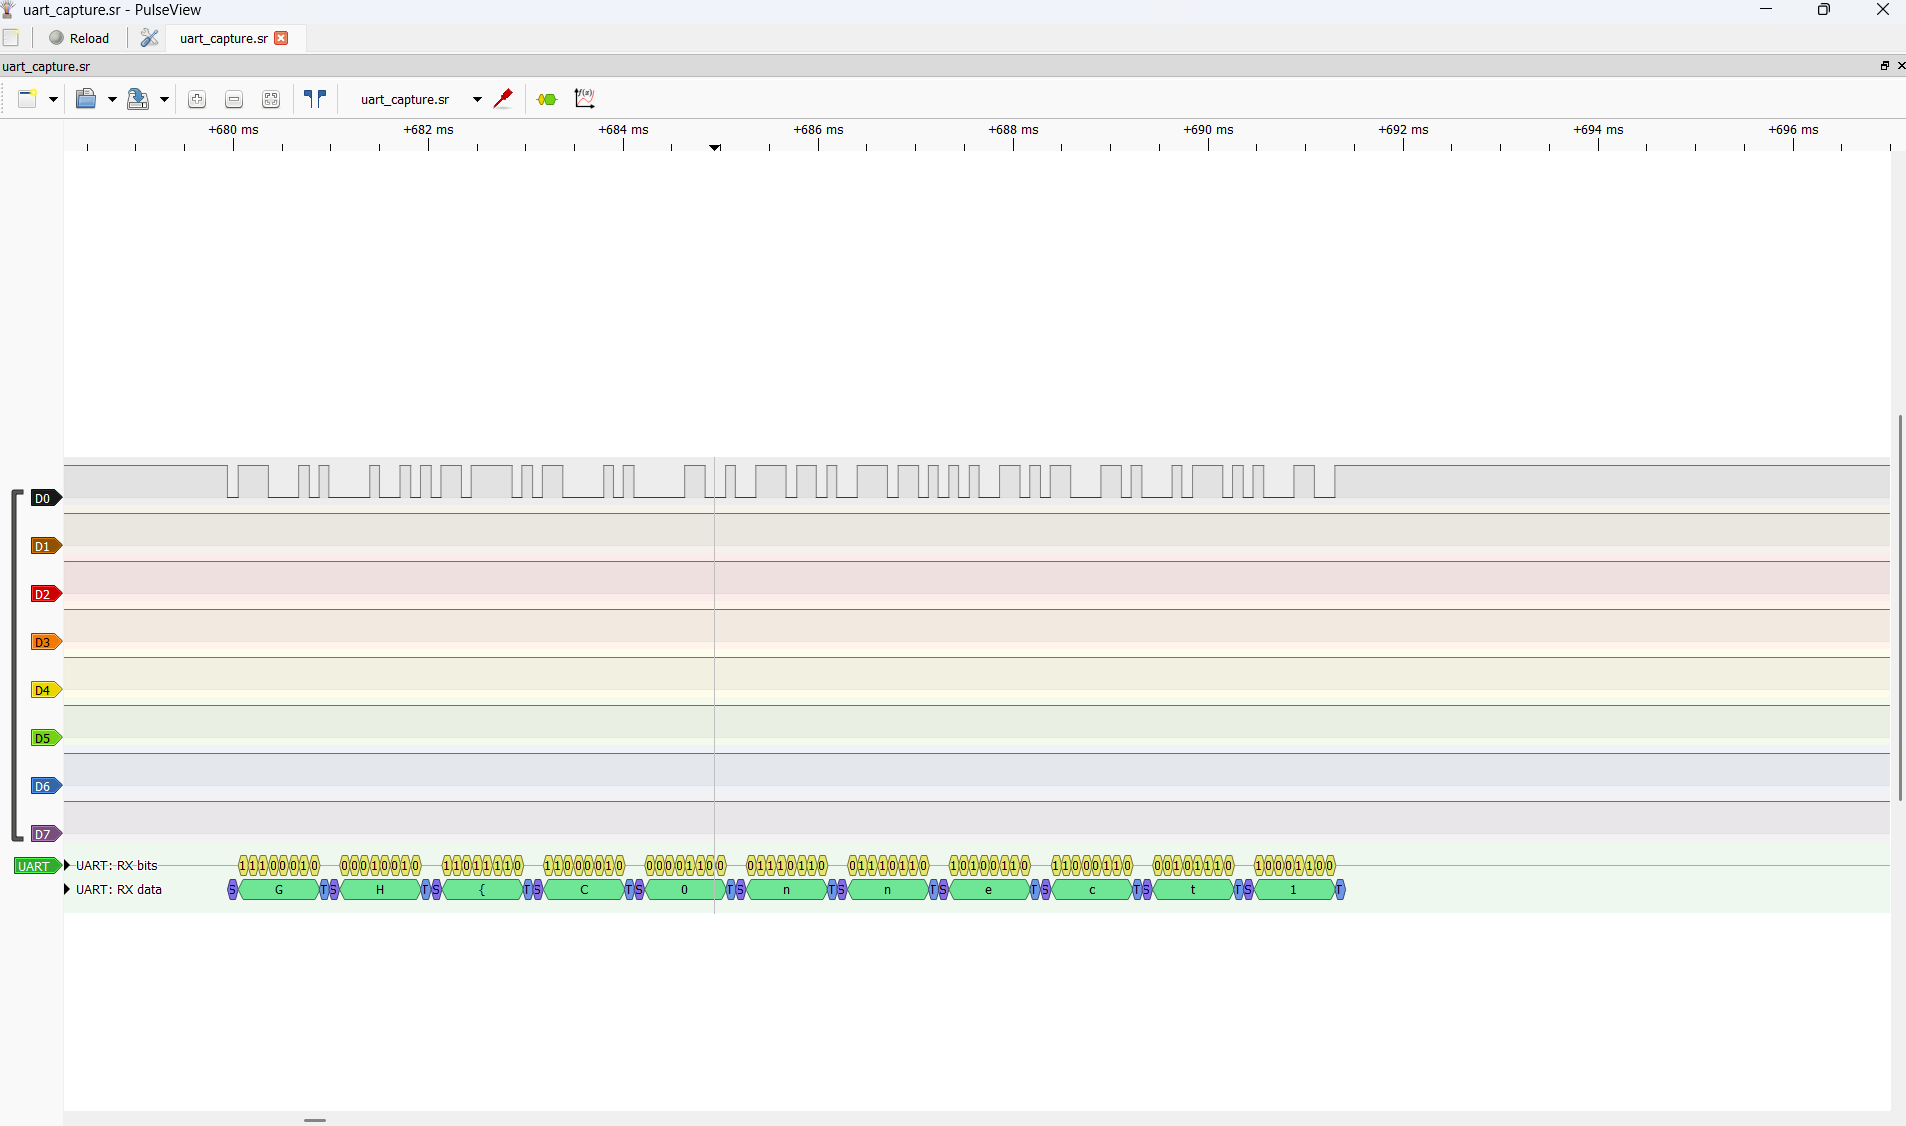 uart_capture.sr - PulseView
Reload
uart_capture.sr
uart_capture.sr
uart_capture.sr
f(x)
+680 ms +682 ms +684 ms +686 ms +688 ms +690 ms +692 ms +694 ms +696 ms
D0
D1
D2
D3
D4
D5
D6
D7
UART UART: RX bits 11100010 00010010 11011110 11000010 00001100 01110110 01110110 10100110 11000110 00101110 10001100
UART: RX data S G T S H T S { T S C T S 0 T S n T S n T S e T S c T S t T S 1 T